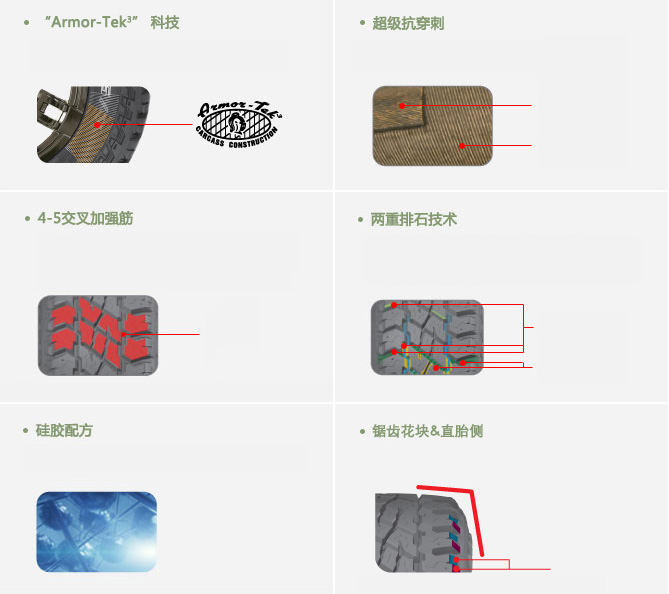 “Armor-Tek³” 科技
超级抗穿刺
Armor-Tek³
CARCASS CONSTRUCTION
4-5交叉加强筋
两重排石技术
硅胶配方
锯齿花块&直胎侧